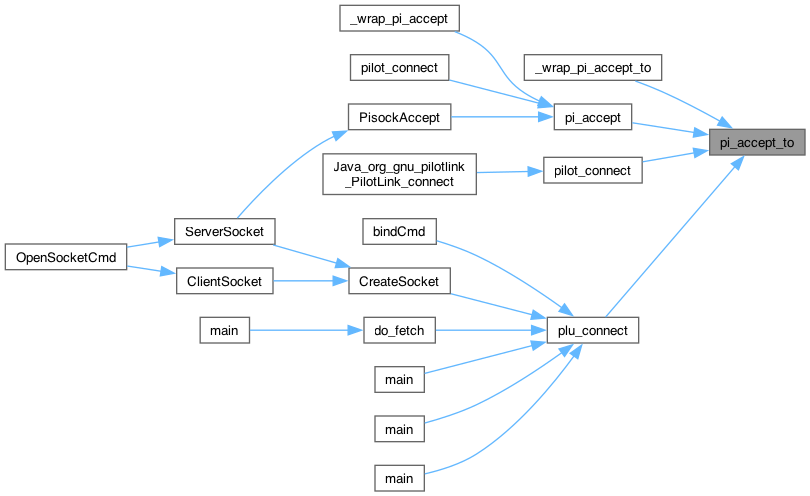 _wrap_pi_accept
pilot_connect
_wrap_pi_accept_to
PisockAccept
pi_accept
pi_accept_to
Java_org_gnu_pilotlink
_PilotLink_connect
pilot_connect
ServerSocket
bindCmd
OpenSocketCmd
ClientSocket
CreateSocket
main
do_fetch
plu_connect
main
main
main